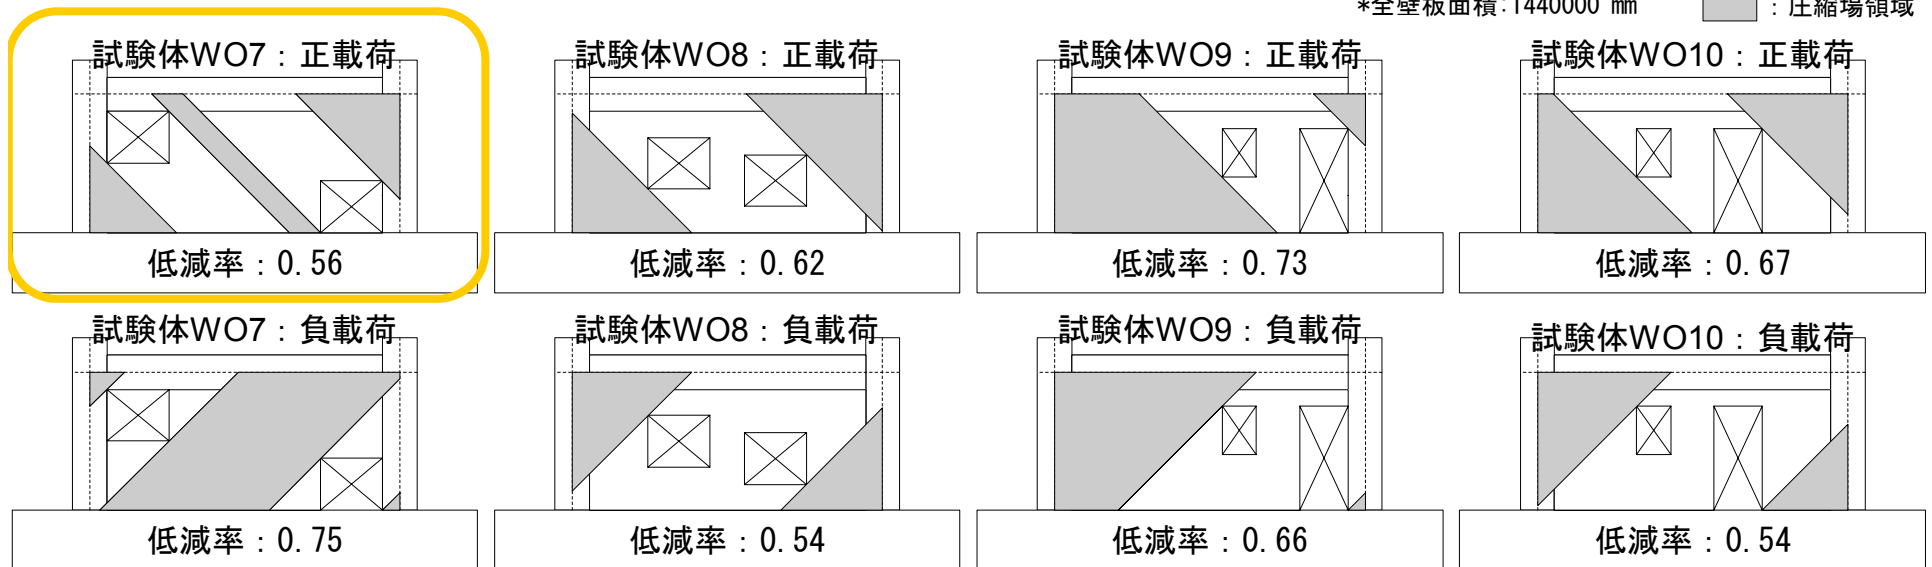 *全壁板面積:1440000 mm
：圧縮場領域
試験体WO7：正載荷
試験体WO8：正載荷
試験体WO9：正載荷
試験体WO10：正載荷
低減率：0.56
低減率：0.62
低減率：0.73
低減率：0.67
試験体WO7：負載荷
試験体WO8：負載荷
試験体WO9：負載荷
試験体WO10：負載荷
低減率：0.75
低減率：0.54
低減率：0.66
低減率：0.54